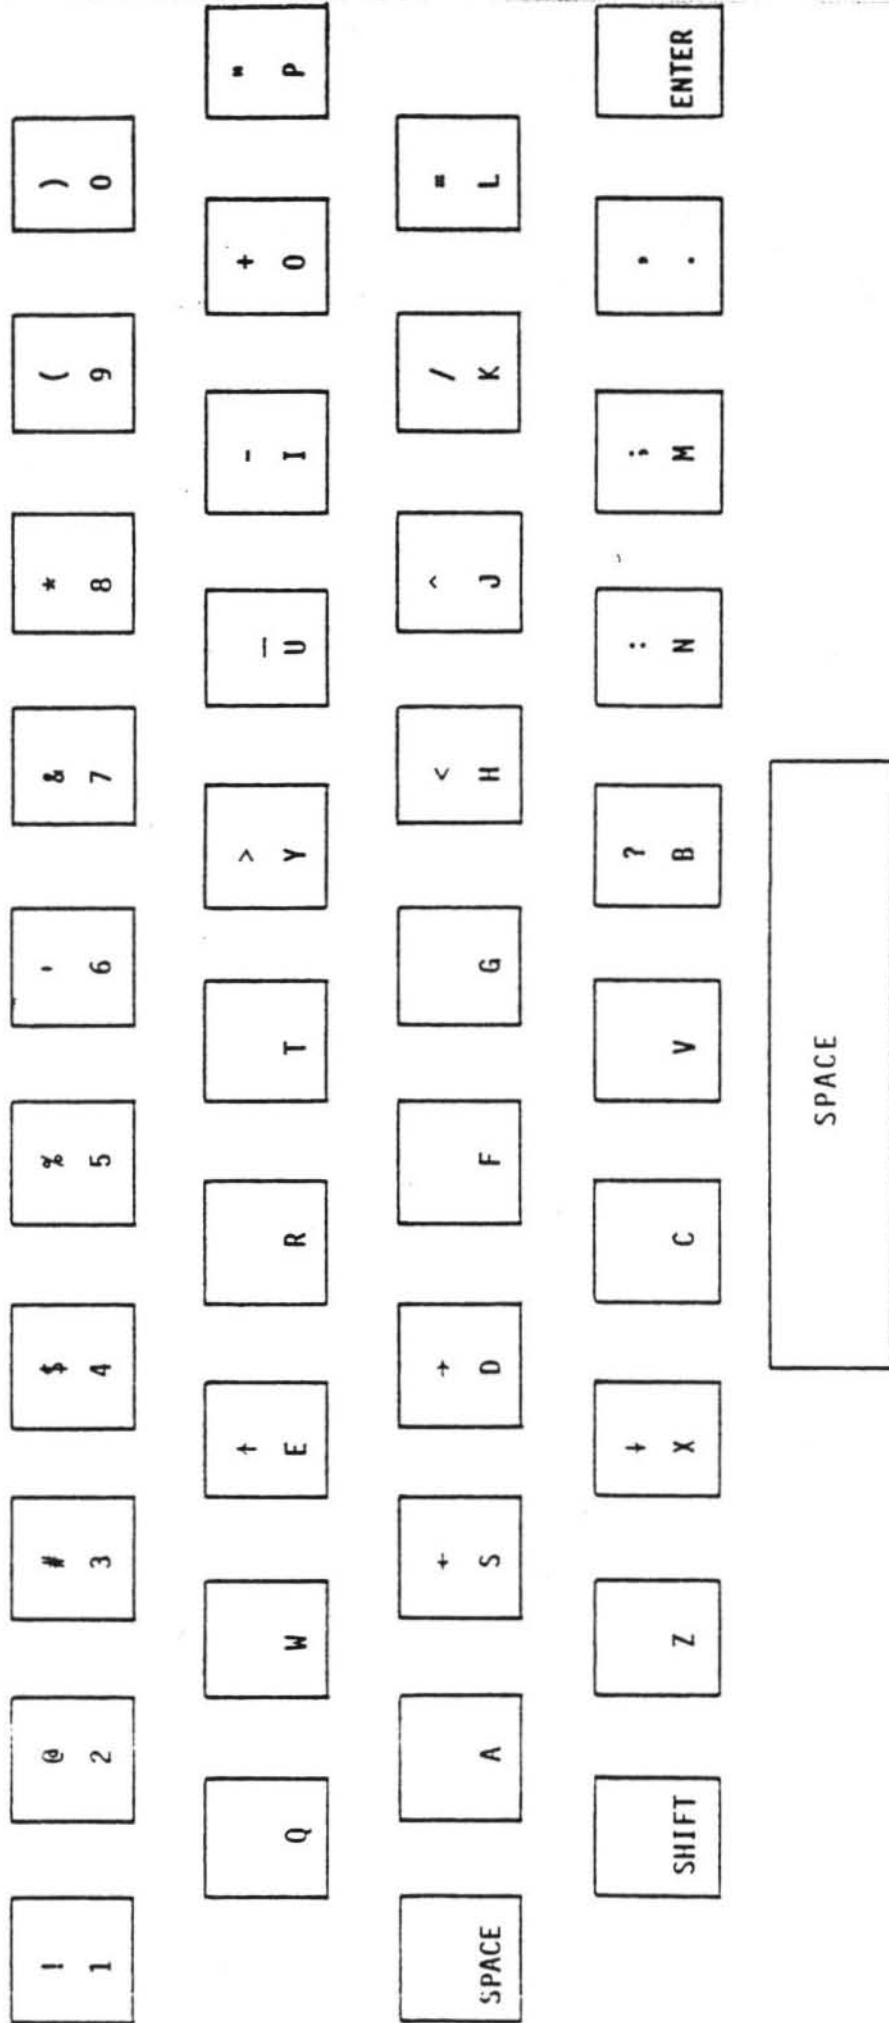 ! @ # $ % ' & * ( )
1 2 3 4 5 6 7 8 9 0
↑ > — - + "
Q W E R T Y U I O P
← → < ^ / =
SPACE A S D F G H J K L
↓ ? : ; ,
SHIFT Z X C V B N M . ENTER
SPACE